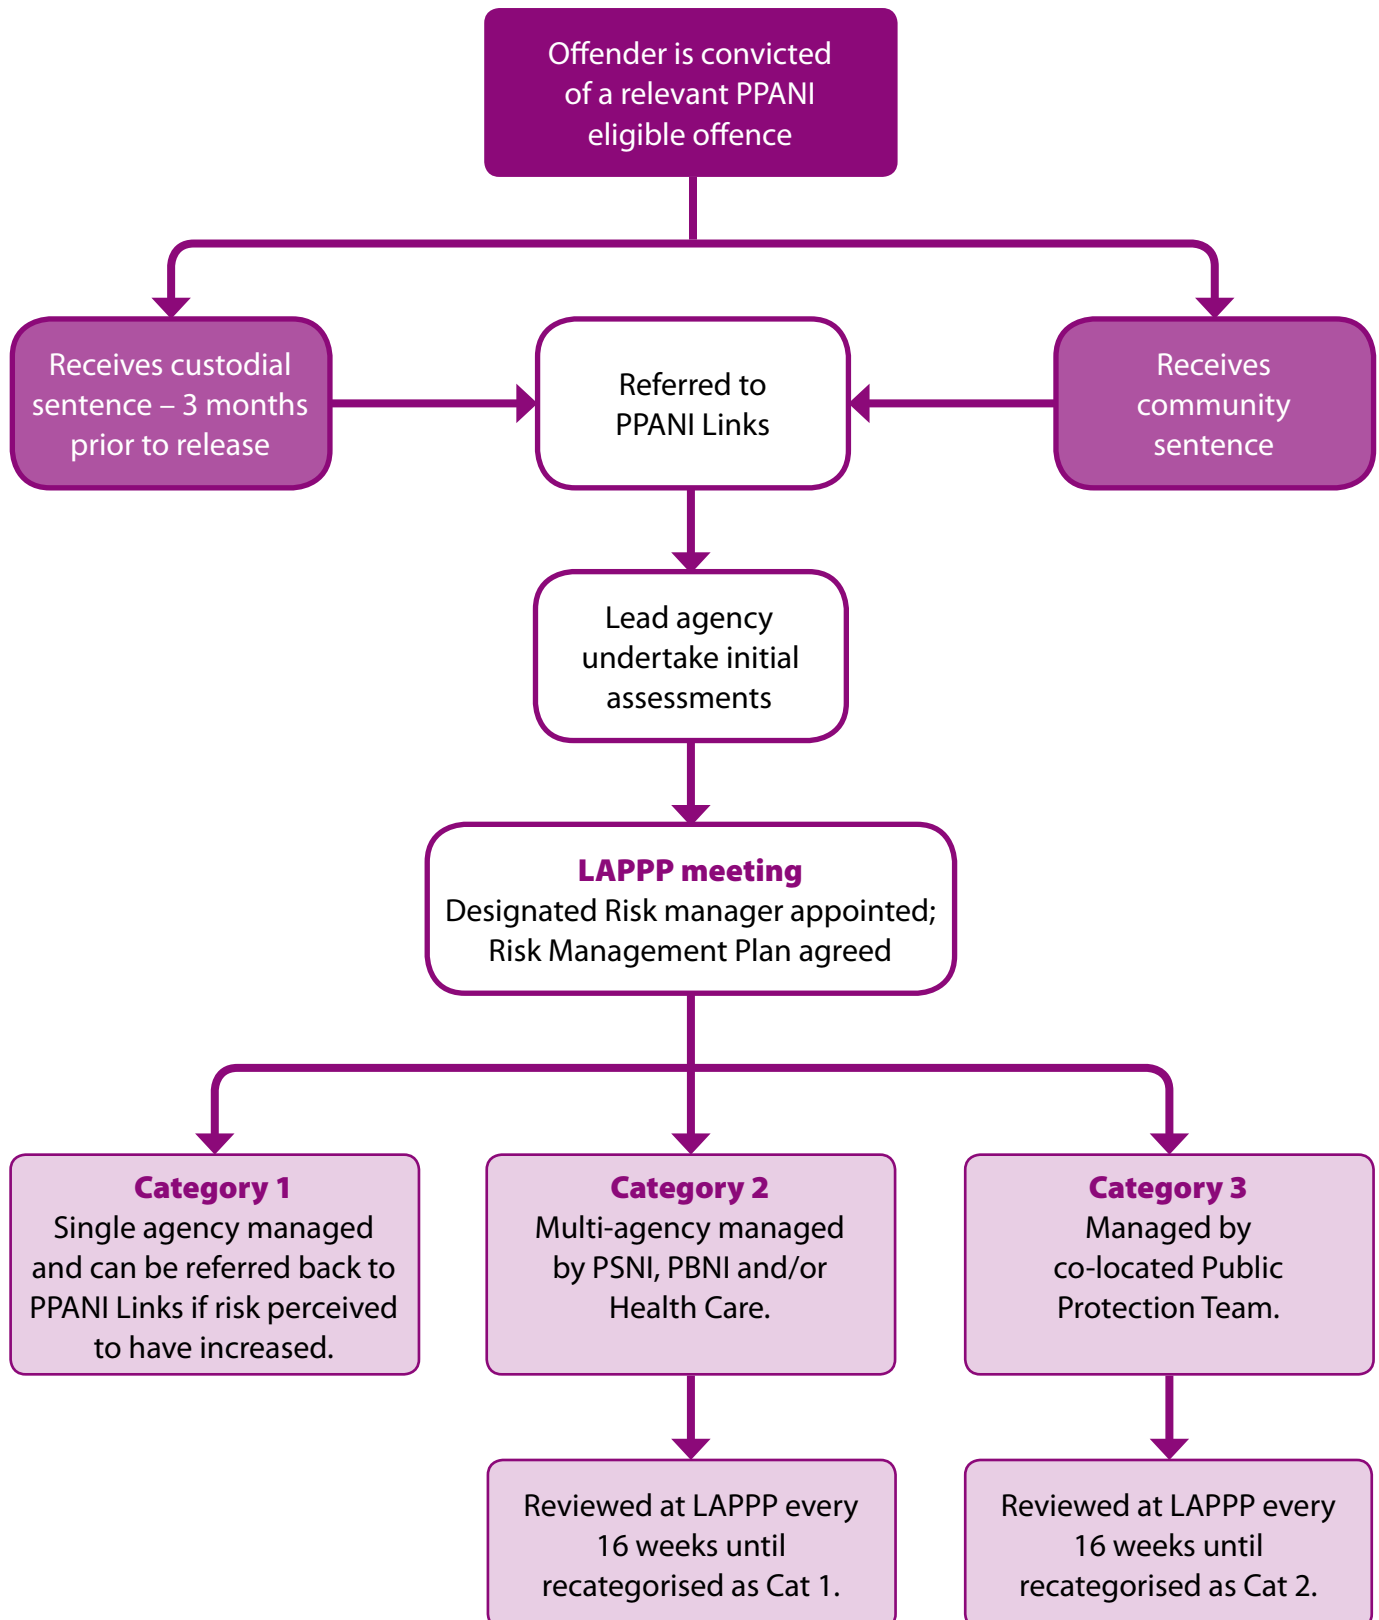 Offender is convicted
of a relevant PPANI
eligible offence
Receives custodial
sentence – 3 months
prior to release
Referred to
PPANI Links
Receives
community
sentence
Lead agency
undertake initial
assessments
LAPPP meeting
Designated Risk manager appointed;
Risk Management Plan agreed
Category 1
Single agency managed
and can be referred back to
PPANI Links if risk perceived
to have increased.
Category 2
Multi-agency managed
by PSNI, PBNI and/or
Health Care.
Category 3
Managed by
co-located Public
Protection Team.
Reviewed at LAPPP every
16 weeks until
recategorised as Cat 1.
Reviewed at LAPPP every
16 weeks until
recategorised as Cat 2.